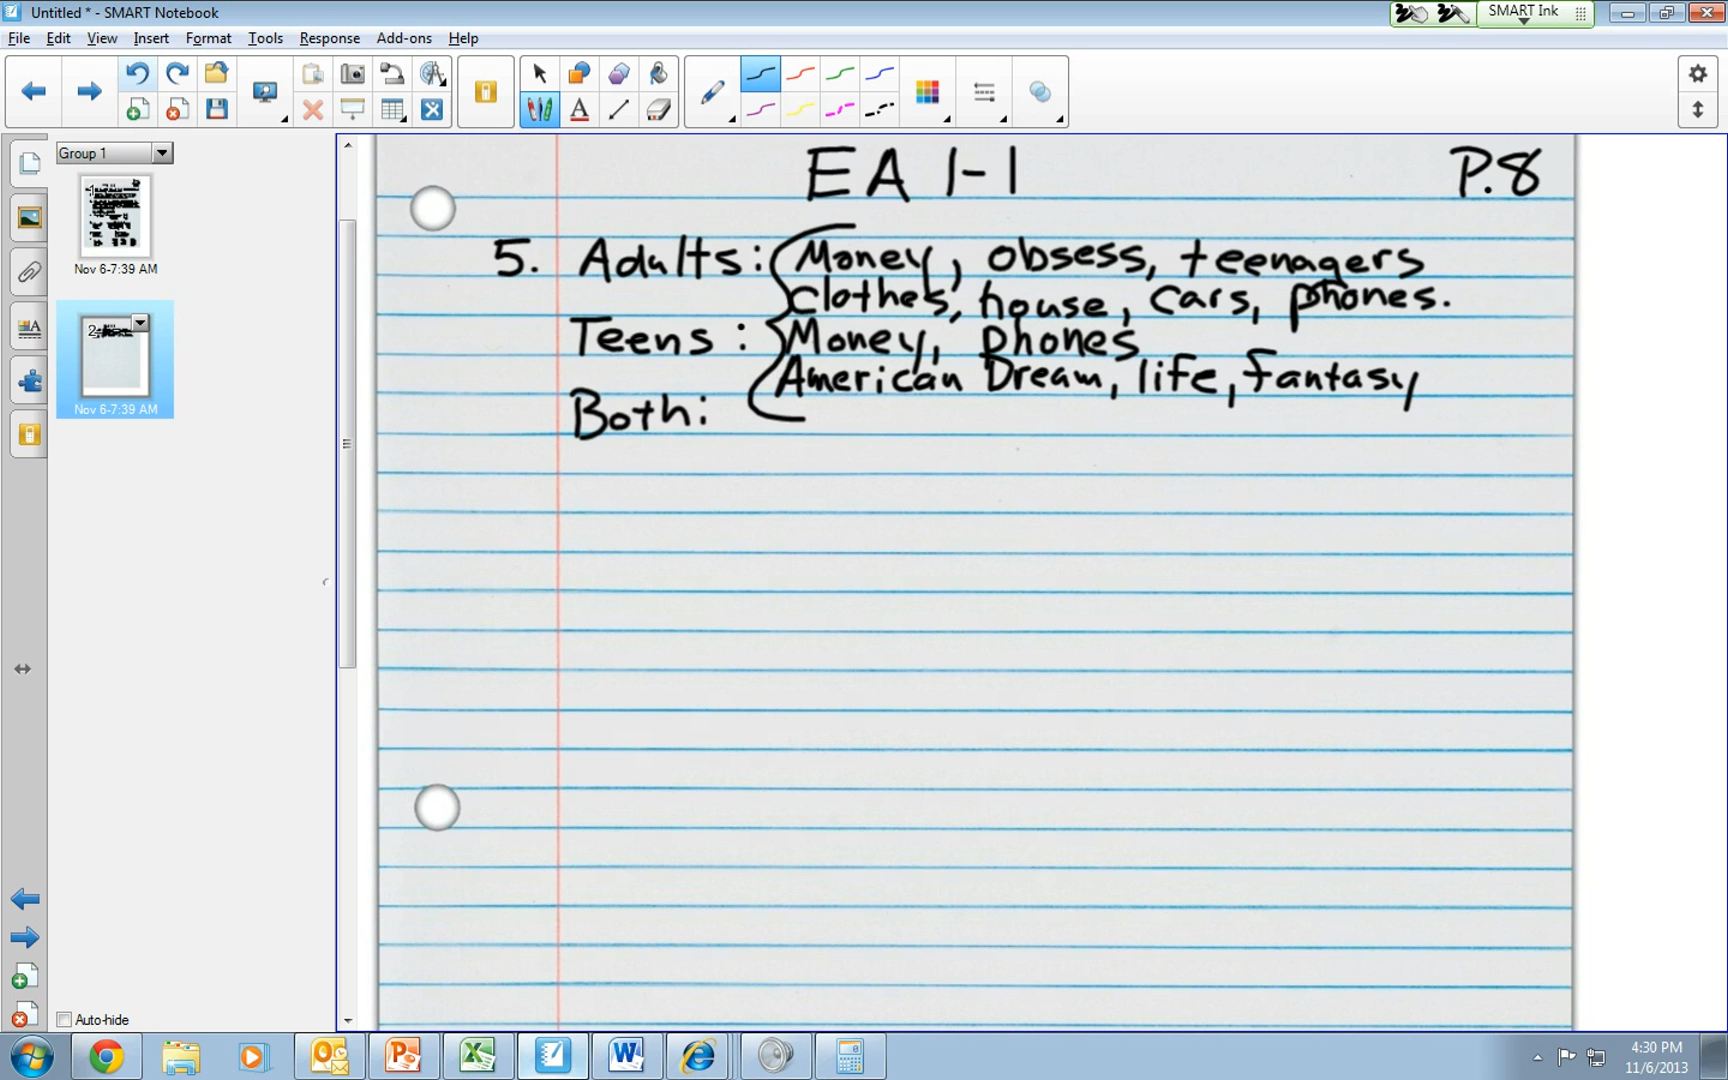 Untitled * - SMART Notebook
SMART Ink
File Edit View Insert Format Tools Response Add-ons Help
Group 1
Nov 6-7:39 AM
Nov 6-7:39 AM
EA 1-1 P.8
5. Adults: Money, obsess, teenagers
clothes, house, cars, phones.
Teens: Money, phones
American Dream, life, fantasy
Both:
Auto-hide
4:30 PM
11/6/2013